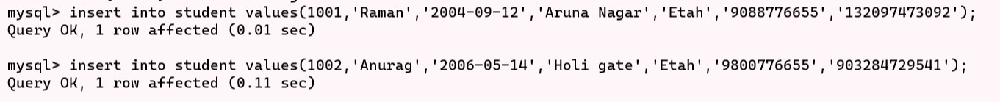 mysql> insert into student values(1001,'Raman','2004-09-12','Aruna Nagar','Etah','9088776655','132097473092');
Query OK, 1 row affected (0.01 sec)
mysql> insert into student values(1002,'Anurag','2006-05-14','Holi gate','Etah','9800776655','903284729541');
Query OK, 1 row affected (0.11 sec)